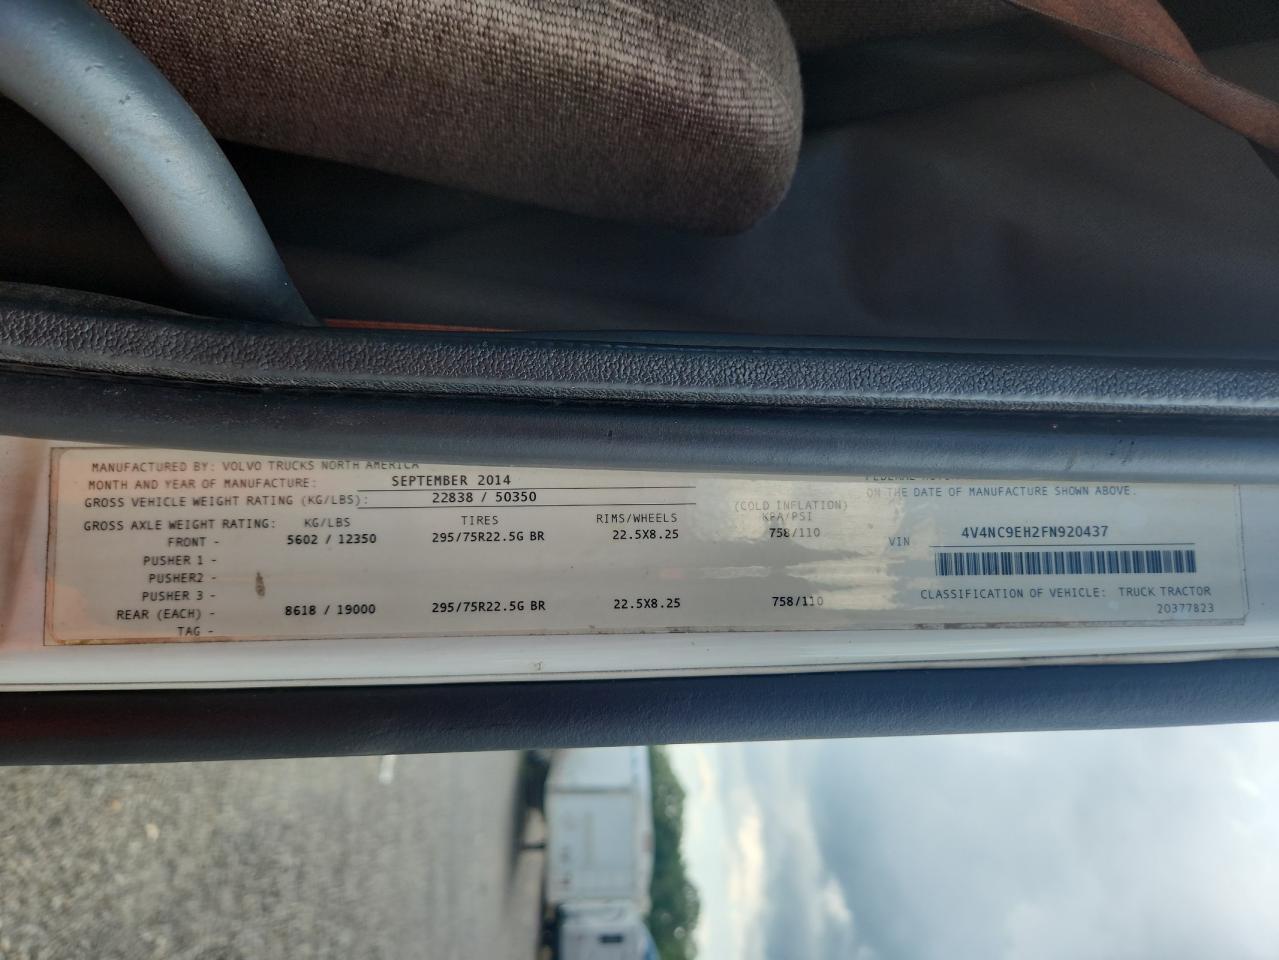 MANUFACTURED BY: VOLVO TRUCKS NORTH AMERICA
MONTH AND YEAR OF MANUFACTURE: SEPTEMBER 2014
GROSS VEHICLE WEIGHT RATING (KG/LBS): 22838 / 50350
ON THE DATE OF MANUFACTURE SHOWN ABOVE.
GROSS AXLE WEIGHT RATING: KG/LBS TIRES RIMS/WHEELS (COLD INFLATION) KPA/PSI
FRONT - 5602 / 12350 295/75R22.5G BR 22.5X8.25 758/110
VIN 4V4NC9EH2FN920437
PUSHER 1 -
PUSHER2 -
PUSHER 3 -
CLASSIFICATION OF VEHICLE: TRUCK TRACTOR
REAR (EACH) - 8618 / 19000 295/75R22.5G BR 22.5X8.25 758/110
20377823
TAG -